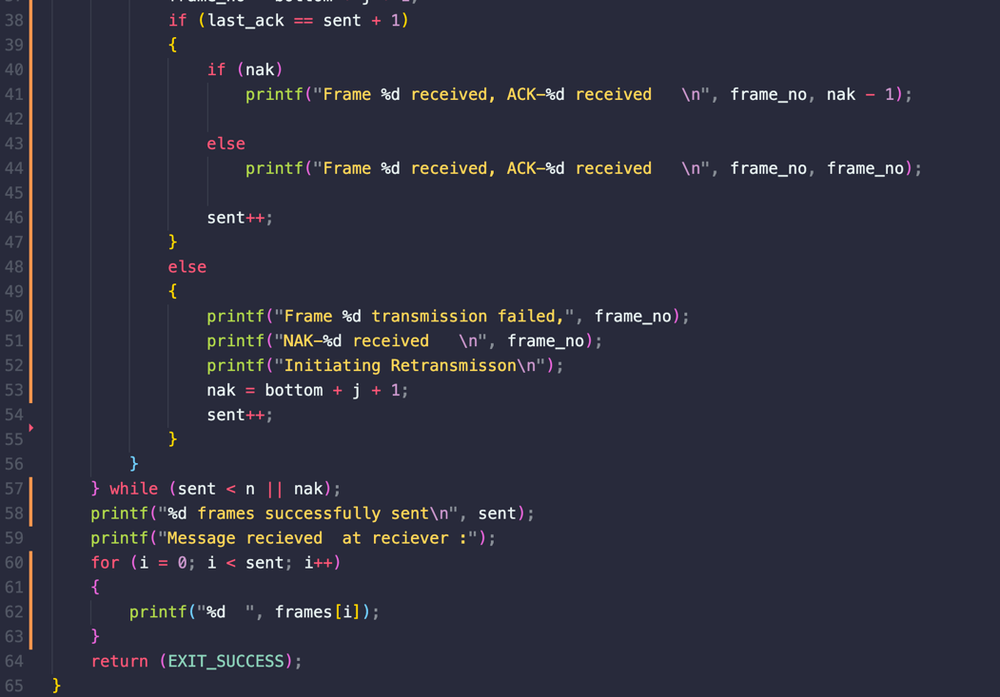 38 if (last_ack == sent + 1)
39 {
40 if (nak)
41 printf("Frame %d received, ACK-%d received   \n", frame_no, nak - 1);
42
43 else
44 printf("Frame %d received, ACK-%d received   \n", frame_no, frame_no);
45
46 sent++;
47 }
48 else
49 {
50 printf("Frame %d transmission failed,", frame_no);
51 printf("NAK-%d received   \n", frame_no);
52 printf("Initiating Retransmisson\n");
53 nak = bottom + j + 1;
54 sent++;
55 }
56 }
57 } while (sent < n || nak);
58 printf("%d frames successfully sent\n", sent);
59 printf("Message recieved  at reciever :");
60 for (i = 0; i < sent; i++)
61 {
62 printf("%d  ", frames[i]);
63 }
64 return (EXIT_SUCCESS);
65 }